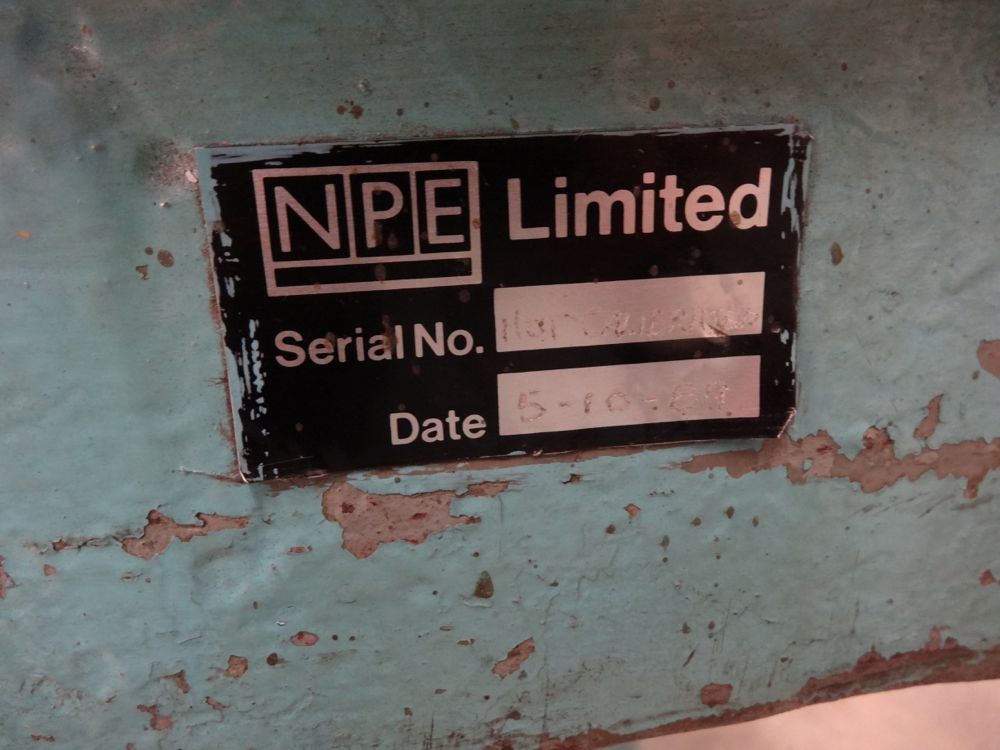 NPE Limited
Serial No.
Date 5-10-